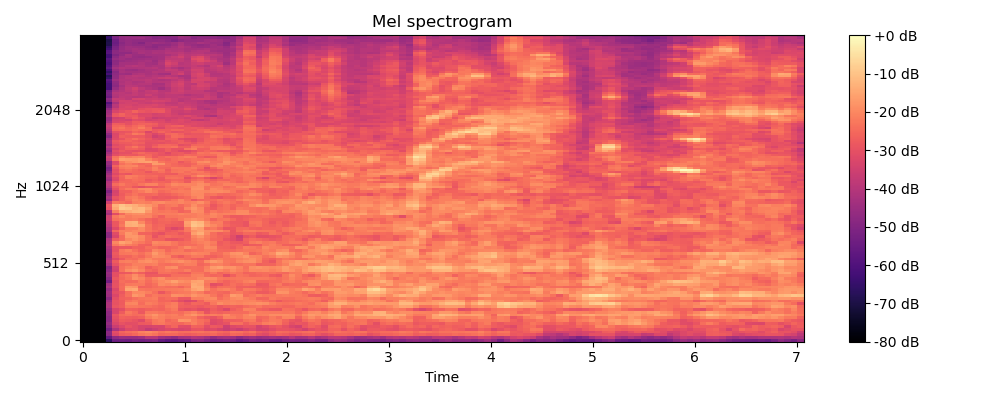 Mel spectrogram
+0 dB
-10 dB
2048
-20 dB
-30 dB
Hz
1024
-40 dB
-50 dB
512
-60 dB
-70 dB
0
-80 dB
0 1 2 3 4 5 6 7
Time